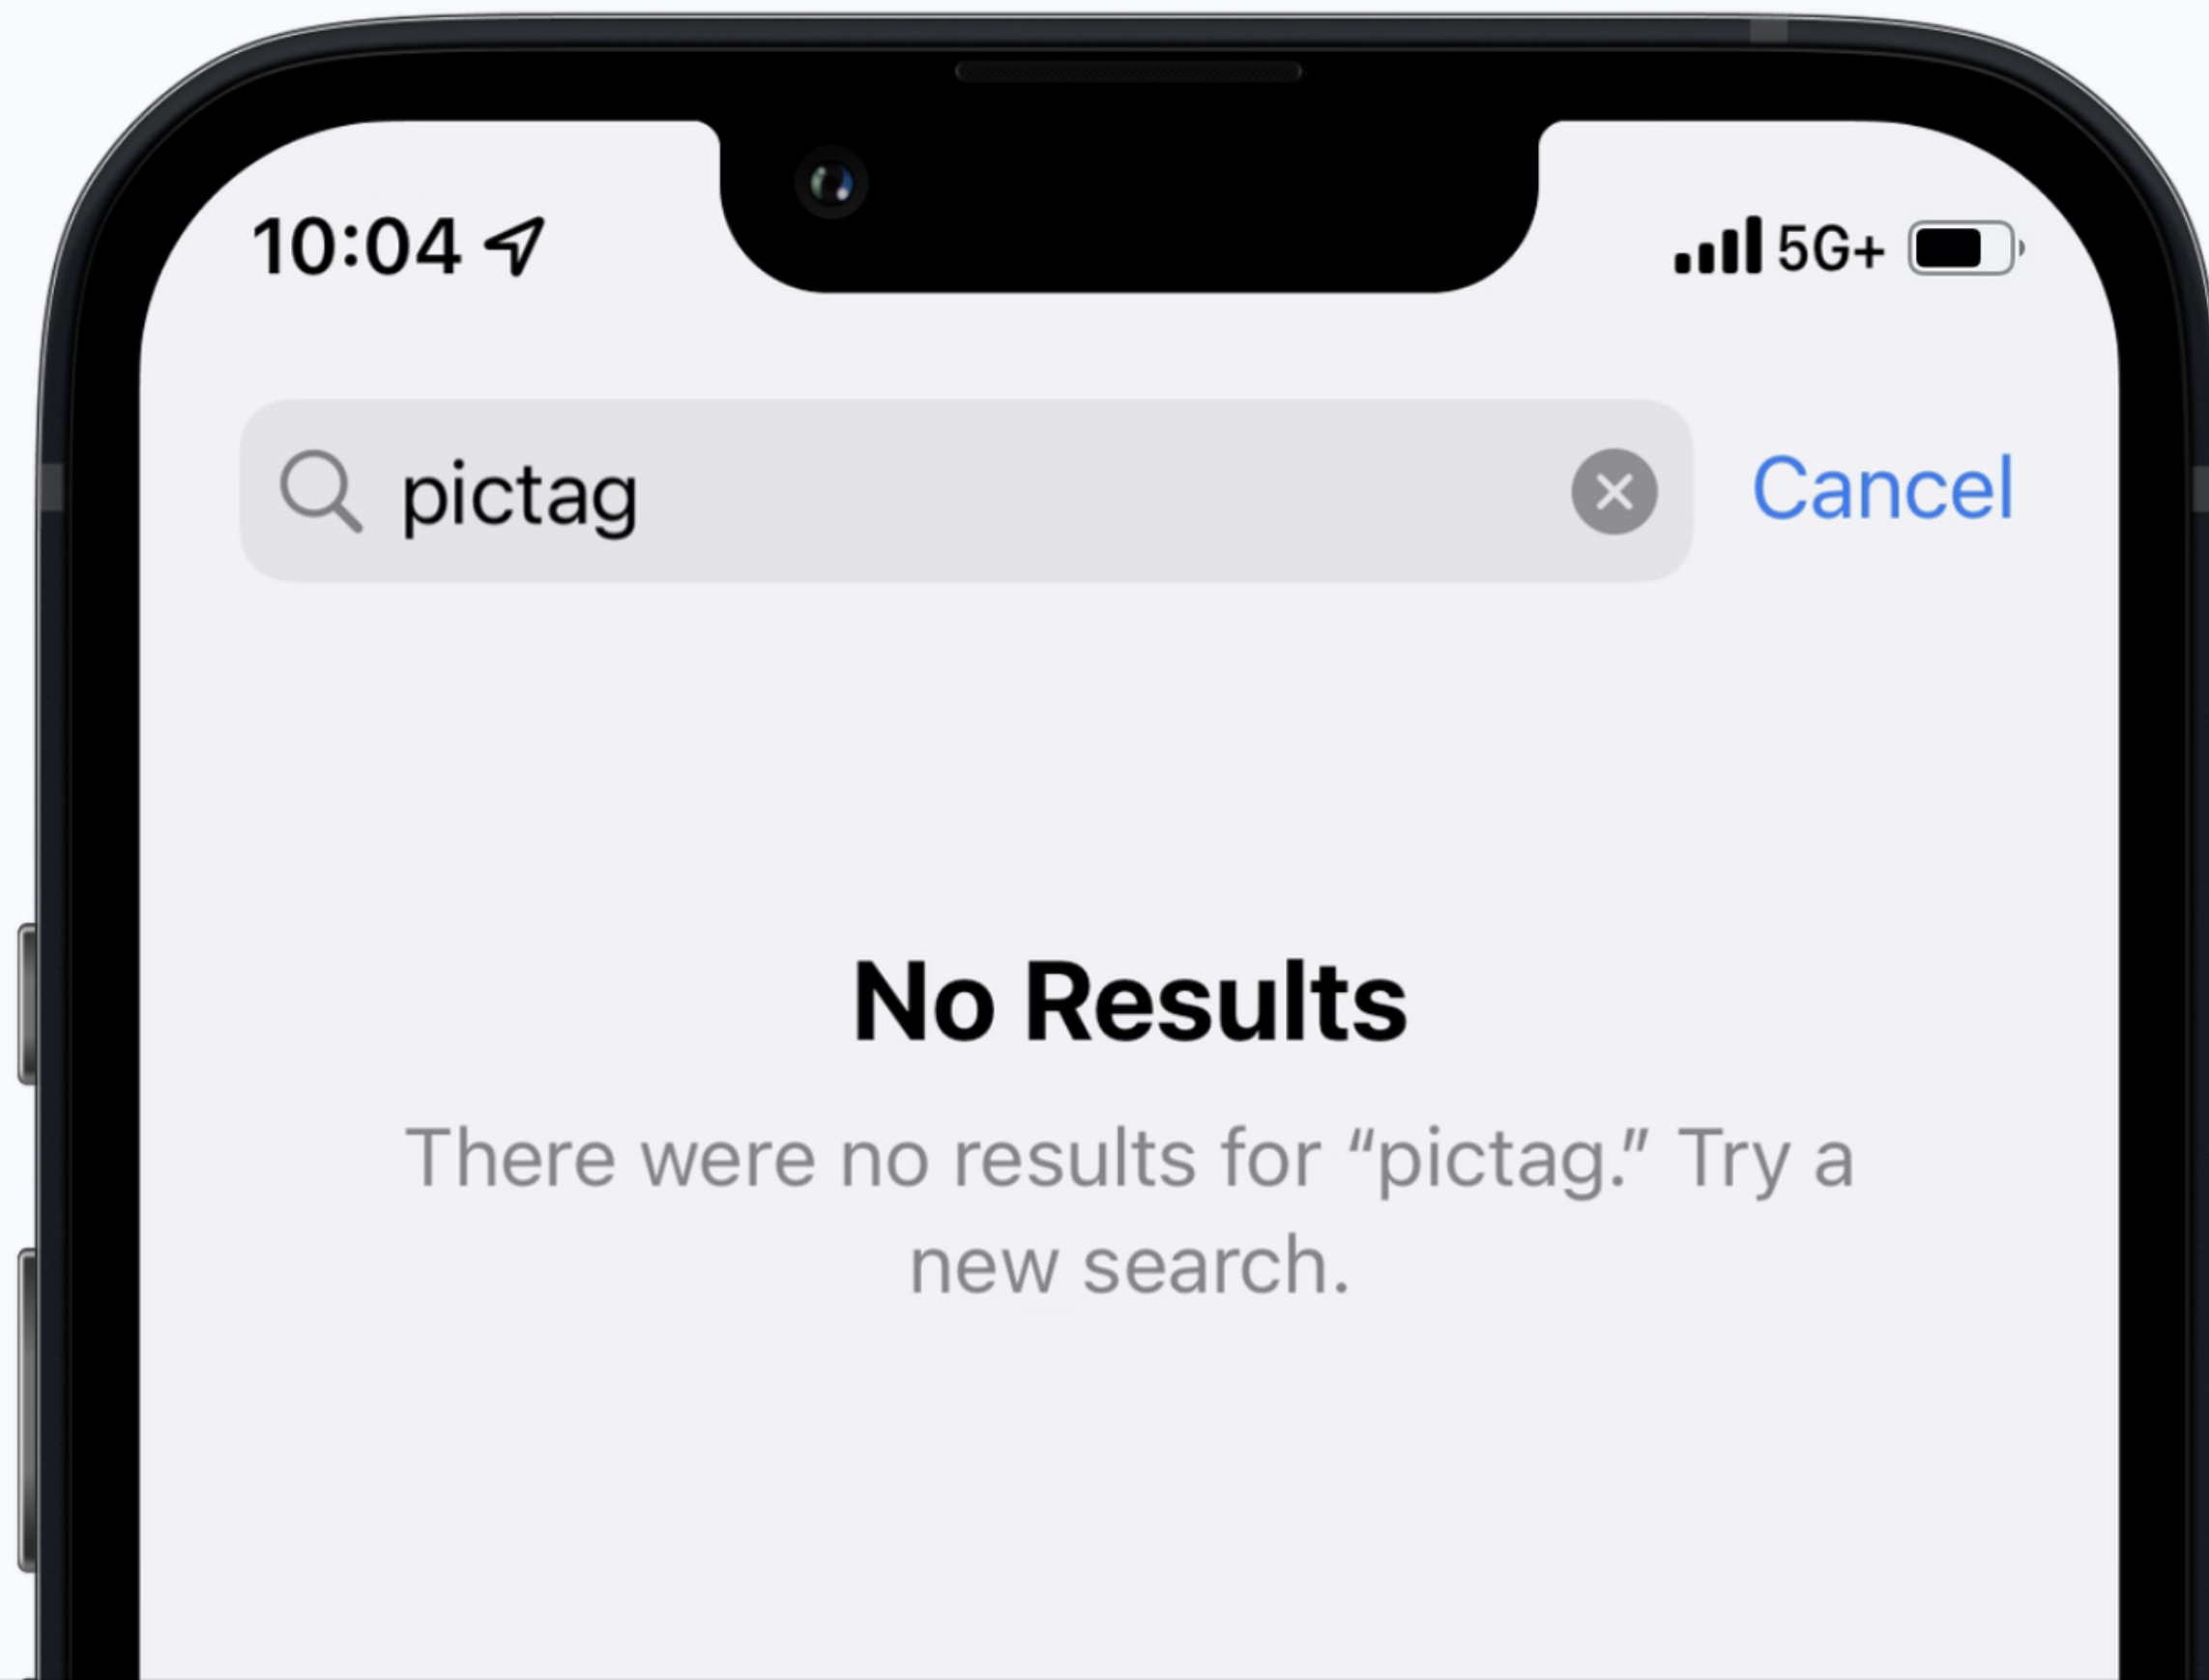 10:04 5G+
pictag Cancel
No Results
There were no results for “pictag.” Try a
new search.